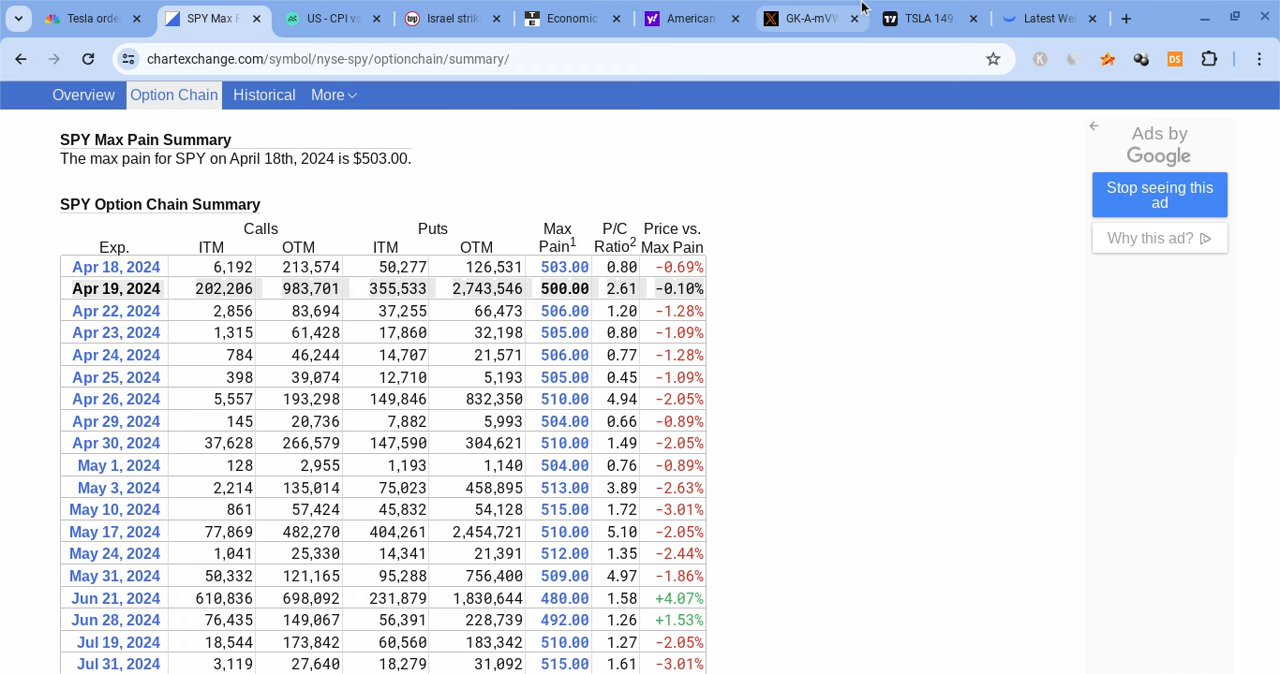 Tesla orde
SPY Max F
US - CPI vs
Israel strik
Economic
American
GK-A-mVW
TSLA 149.
Latest We
chartexchange.com/symbol/nyse-spy/optionchain/summary/
Overview Option Chain Historical More
SPY Max Pain Summary
The max pain for SPY on April 18th, 2024 is $503.00.
SPY Option Chain Summary
Calls Puts Max P/C Price vs.
Exp. ITM OTM ITM OTM Pain1 Ratio2 Max Pain
Apr 18, 2024 6,192 213,574 50,277 126,531 503.00 0.80 -0.69%
Apr 19, 2024 202,206 983,701 355,533 2,743,546 500.00 2.61 -0.10%
Apr 22, 2024 2,856 83,694 37,255 66,473 506.00 1.20 -1.28%
Apr 23, 2024 1,315 61,428 17,860 32,198 505.00 0.80 -1.09%
Apr 24, 2024 784 46,244 14,707 21,571 506.00 0.77 -1.28%
Apr 25, 2024 398 39,074 12,710 5,193 505.00 0.45 -1.09%
Apr 26, 2024 5,557 193,298 149,846 832,350 510.00 4.94 -2.05%
Apr 29, 2024 145 20,736 7,882 5,993 504.00 0.66 -0.89%
Apr 30, 2024 37,628 266,579 147,590 304,621 510.00 1.49 -2.05%
May 1, 2024 128 2,955 1,193 1,140 504.00 0.76 -0.89%
May 3, 2024 2,214 135,014 75,023 458,895 513.00 3.89 -2.63%
May 10, 2024 861 57,424 45,832 54,128 515.00 1.72 -3.01%
May 17, 2024 77,869 482,270 404,261 2,454,721 510.00 5.10 -2.05%
May 24, 2024 1,041 25,330 14,341 21,391 512.00 1.35 -2.44%
May 31, 2024 50,332 121,165 95,288 756,400 509.00 4.97 -1.86%
Jun 21, 2024 610,836 698,092 231,879 1,830,644 480.00 1.58 +4.07%
Jun 28, 2024 76,435 149,067 56,391 228,739 492.00 1.26 +1.53%
Jul 19, 2024 18,544 173,842 60,560 183,342 510.00 1.27 -2.05%
Jul 31, 2024 3,119 27,640 18,279 31,092 515.00 1.61 -3.01%
Ads by
Google
Stop seeing this
ad
Why this ad?